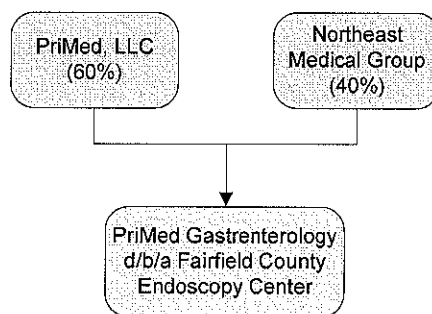 PriMed, LLC
(60%)
Northeast
Medical Group
(40%)
PriMed Gastrenterology
d/b/a Fairfield County
Endoscopy Center